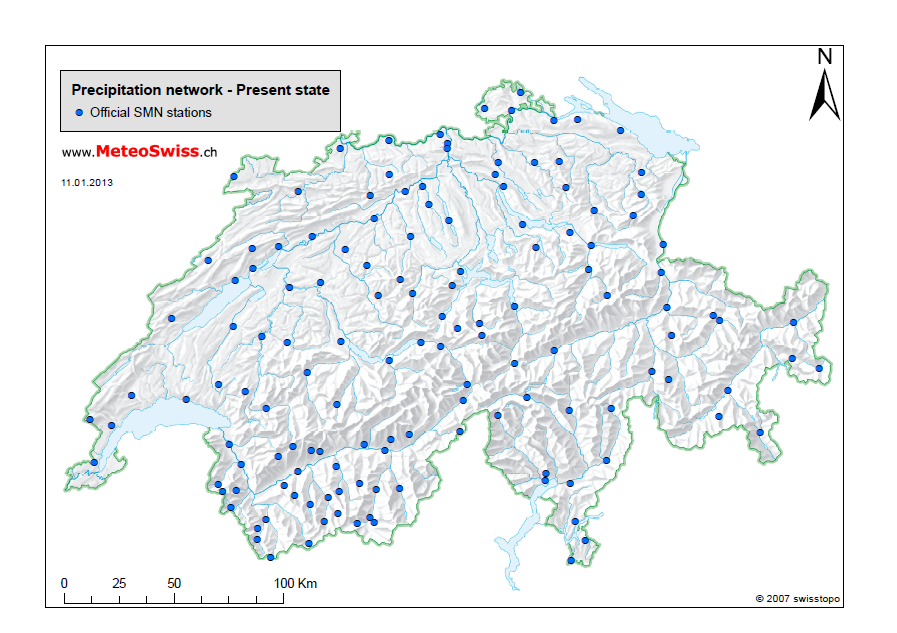 N
Precipitation network - Present state
Official SMN stations
www.MeteoSwiss.ch
11.01.2013
0 25 50 100 Km
© 2007 swisstopo